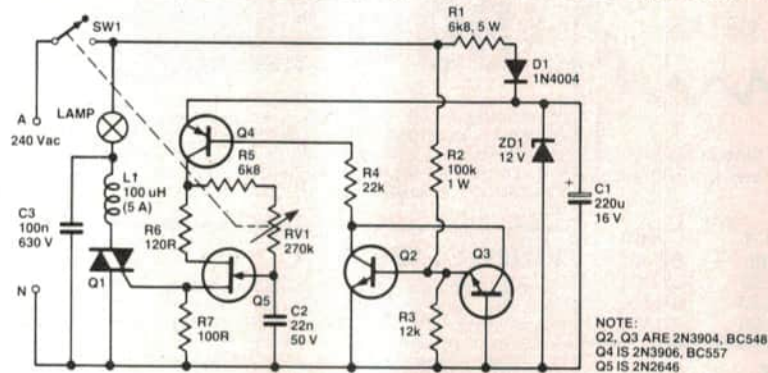 SW1
R1
6k8, 5 W
D1
1N4004
LAMP
A
240 Vac
Q4
R5
6k8
R4
22k
R2
100k
1 W
ZD1
12 V
+
C1
220u
16 V
L1
100 uH
(5 A)
C3
100n
630 V
R6
120R
RV1
270k
Q2
Q3
N
Q1
Q5
C2
22n
50 V
R7
100R
R3
12k
NOTE:
Q2, Q3 ARE 2N3904, BC548
Q4 IS 2N3906, BC557
Q5 IS 2N2646